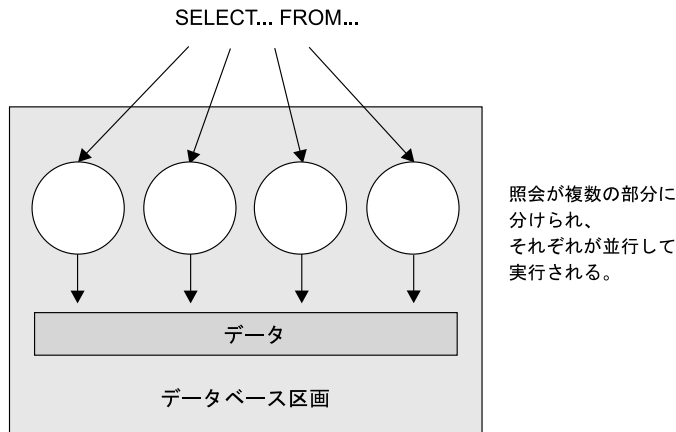 SELECT... FROM...
照会が複数の部分に
分けられ、
それぞれが並行して
実行される。
データ
データベース区画